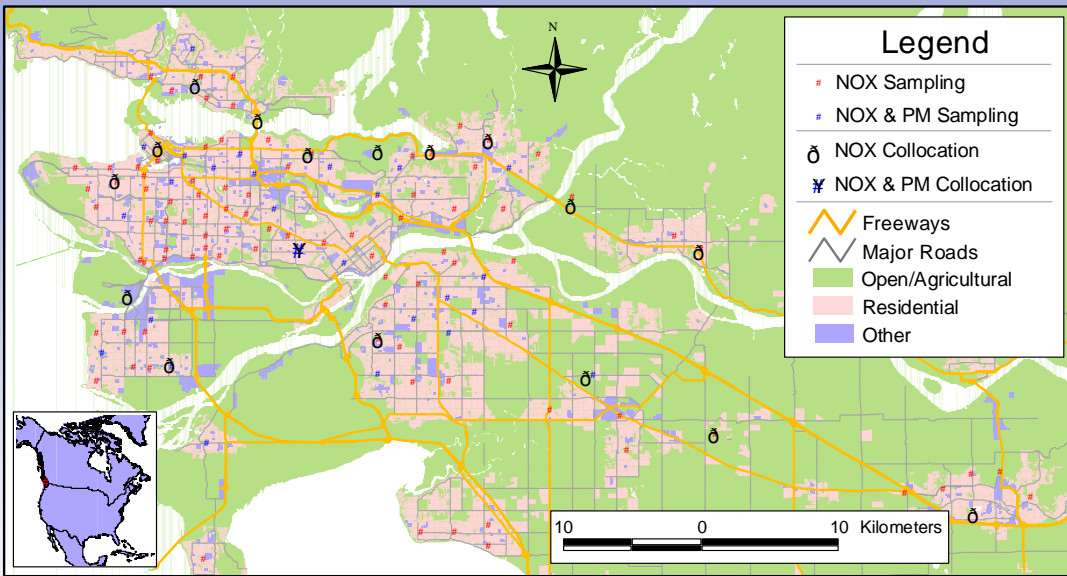 N
Legend
# NOX Sampling
# NOX & PM Sampling
ð NOX Collocation
¥ NOX & PM Collocation
Freeways
Major Roads
Open/Agricultural
Residential
Other
10 0 10 Kilometers